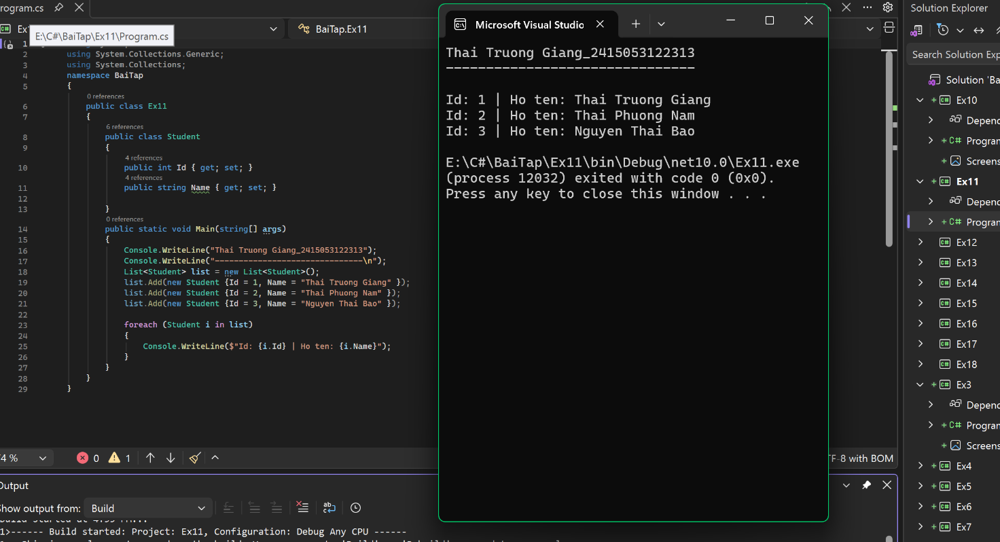 rogram.cs
E:\C#\BaiTap\Ex11\Program.cs
BaiTap.Ex11
1
2 using System.Collections.Generic;
3 using System.Collections;
4 namespace BaiTap
5 {
0 references
6 public class Ex11
7 {
6 references
8 public class Student
9 {
4 references
10 public int Id { get; set; }
4 references
11 public string Name { get; set; }
12
13 }
0 references
14 public static void Main(string[] args)
15 {
16 Console.WriteLine("Thai Truong Giang_2415053122313");
17 Console.WriteLine("-------------------------------\n");
18 List<Student> list = new List<Student>();
19 list.Add(new Student {Id = 1, Name = "Thai Truong Giang" });
20 list.Add(new Student {Id = 2, Name = "Thai Phuong Nam" });
21 list.Add(new Student {Id = 3, Name = "Nguyen Thai Bao" });
22
23 foreach (Student i in list)
24 {
25 Console.WriteLine($"Id: {i.Id} | Ho ten: {i.Name}");
26 }
27 }
28 }
29 }
4 %
0
1
TF-8 with BOM
Output
Show output from: Build
1>------ Build started: Project: Ex11, Configuration: Debug Any CPU ------
Microsoft Visual Studio
Thai Truong Giang_2415053122313
-------------------------------
Id: 1 | Ho ten: Thai Truong Giang
Id: 2 | Ho ten: Thai Phuong Nam
Id: 3 | Ho ten: Nguyen Thai Bao
E:\C#\BaiTap\Ex11\bin\Debug\net10.0\Ex11.exe
(process 12032) exited with code 0 (0x0).
Press any key to close this window . . .
Solution Explorer
Search Solution Exp
Solution 'Ba
Ex10
Depend
C# Program
Screens
Ex11
Depend
C# Program
Ex12
Ex13
Ex14
Ex15
Ex16
Ex17
Ex18
Ex3
Depend
C# Program
Screens
Ex4
Ex5
Ex6
Ex7